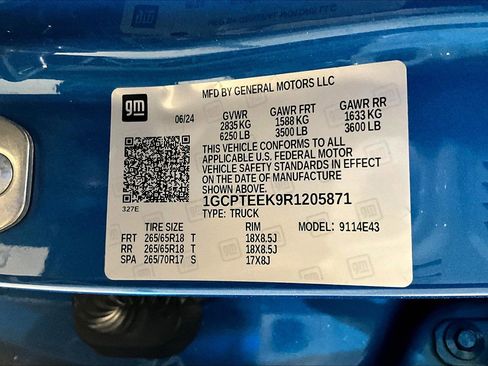 MFD BY GENERAL MOTORS LLC
gm
06/24 GVWR GAWR FRT GAWR RR
2835 KG 1588 KG 1633 KG
6250 LB 3500 LB 3600 LB
THIS VEHICLE CONFORMS TO ALL
APPLICABLE U.S. FEDERAL MOTOR
VEHICLE SAFETY STANDARDS IN EFFECT
ON THE DATE OF MANUFACTURE
SHOWN ABOVE.
1GCPTEEK9R1205871
327E TYPE: TRUCK
TIRE SIZE RIM MODEL: 9114E43
FRT 265/65R18 T 18X8.5J
RR 265/65R18 T 18X8.5J
SPA 265/70R17 S 17X8J